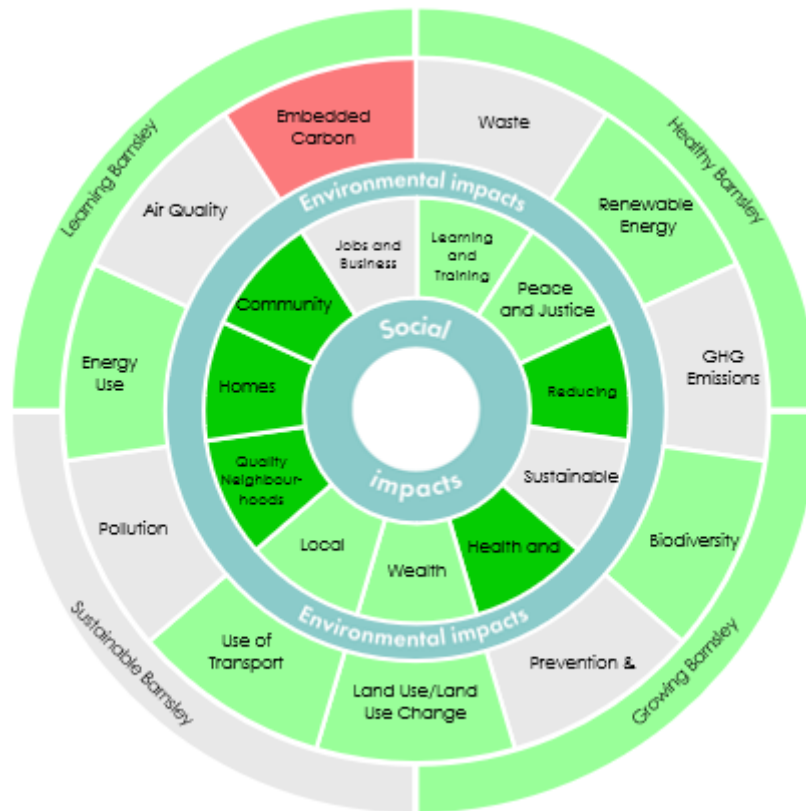 Learning Barnsley
Healthy Barnsley
Growing Barnsley
Sustainable Barnsley
Embedded
Carbon
Waste
Renewable
Energy
GHG
Emissions
Biodiversity
Prevention &
Land Use/Land
Use Change
Use of
Transport
Pollution
Energy
Use
Air Quality
Environmental impacts
Environmental impacts
Jobs and
Business
Learning
and
Training
Peace
and Justice
Reducing
Sustainable
Health and
Wealth
Local
Quality
Neighbour-
hoods
Homes
Community
Social
impacts